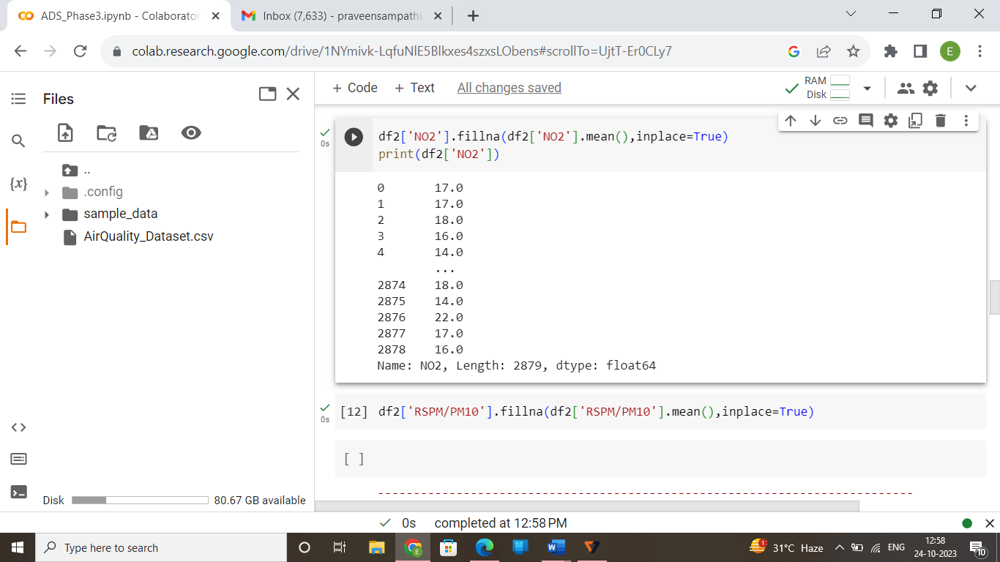 ADS_Phase3.ipynb - Colaborator
Inbox (7,633) - praveensampathk
colab.research.google.com/drive/1NYmivk-LqfuNlE5Blkxes4szxsLObens#scrollTo=UjtT-Er0CLy7
E
Files
+ Code + Text All changes saved
RAM
Disk
..
.config
sample_data
AirQuality_Dataset.csv
{x}
0s
df2['NO2'].fillna(df2['NO2'].mean(),inplace=True)
print(df2['NO2'])
0 17.0
1 17.0
2 18.0
3 16.0
4 14.0
...
2874 18.0
2875 14.0
2876 22.0
2877 17.0
2878 16.0
Name: NO2, Length: 2879, dtype: float64
0s
[12] df2['RSPM/PM10'].fillna(df2['RSPM/PM10'].mean(),inplace=True)
[ ]
Disk 80.67 GB available
0s completed at 12:58 PM
Type here to search
1
31°C Haze
ENG
12:58
24-10-2023
10